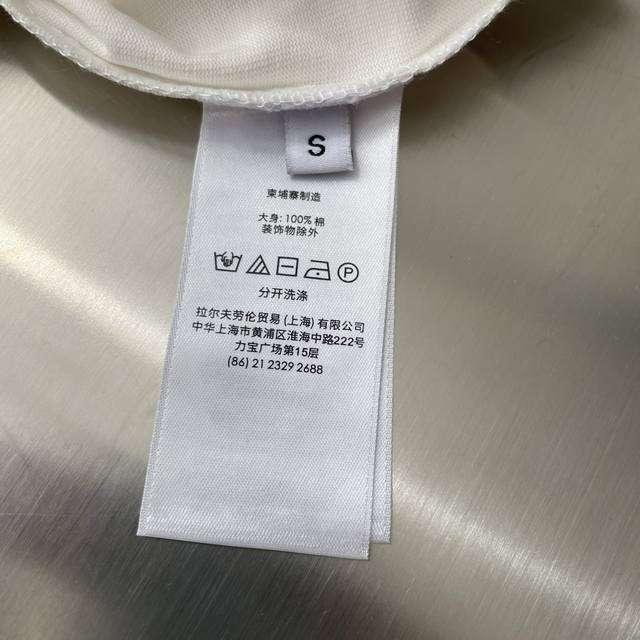 S
柬埔寨制造
大身: 100% 棉
装饰物除外
P
分开洗涤
拉尔夫劳伦贸易 (上海) 有限公司
中华上海市黄浦区淮海中路222号
力宝广场第15层
(86) 21 2329 2688